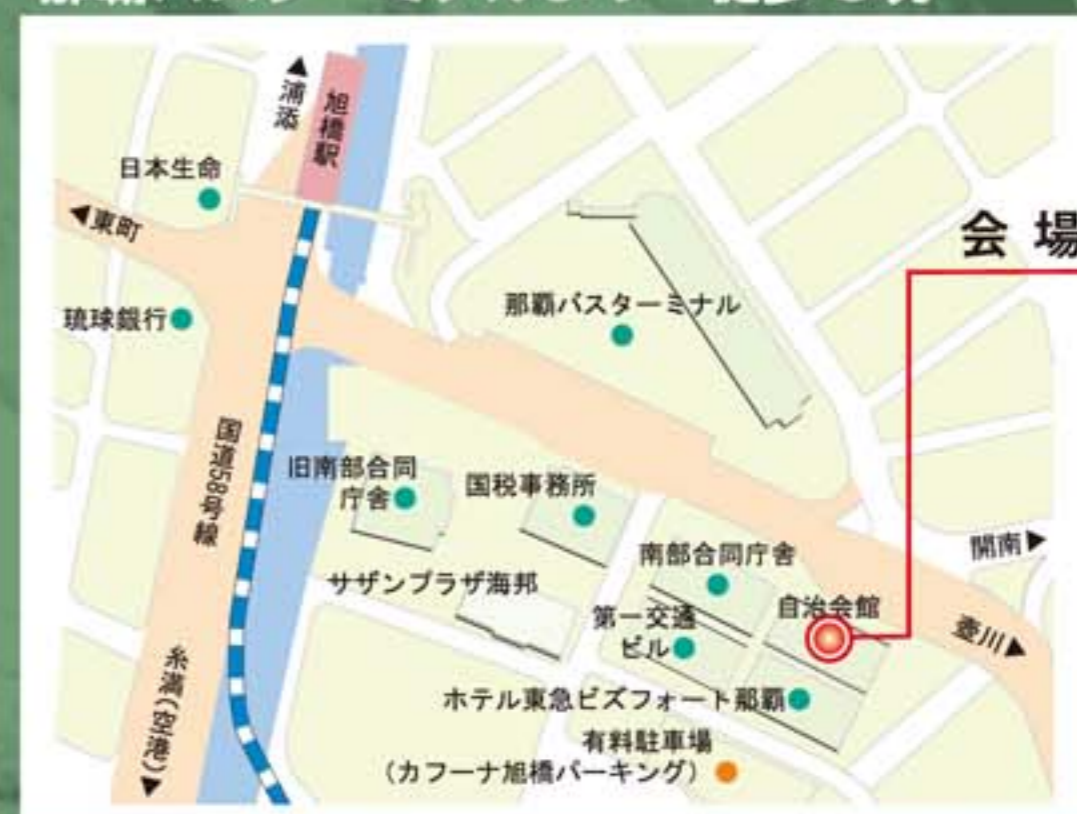 ▲浦添
旭橋駅
日本生命
◀東町
会場
那覇バスターミナル
琉球銀行
国道58号線
旧南部合同
庁舎
国税事務所
開南▶
南部合同庁舎
サザンプラザ海邦
自治会館
第一交通
ビル
壺川▶
糸満(空港)▶
ホテル東急ビズフォート那覇
有料駐車場
(カフーナ旭橋パーキング)